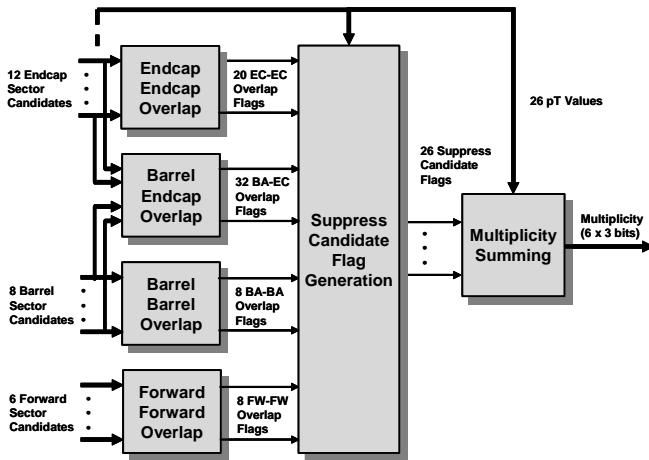 12 Endcap
Sector
Candidates
Endcap
Endcap
Overlap
20 EC-EC
Overlap
Flags
Barrel
Endcap
Overlap
32 BA-EC
Overlap
Flags
8 Barrel
Sector
Candidates
Barrel
Barrel
Overlap
8 BA-BA
Overlap
Flags
6 Forward
Sector
Candidates
Forward
Forward
Overlap
8 FW-FW
Overlap
Flags
Suppress
Candidate
Flag
Generation
26 pT Values
26 Suppress
Candidate
Flags
Multiplicity
Summing
Multiplicity
(6 x 3 bits)